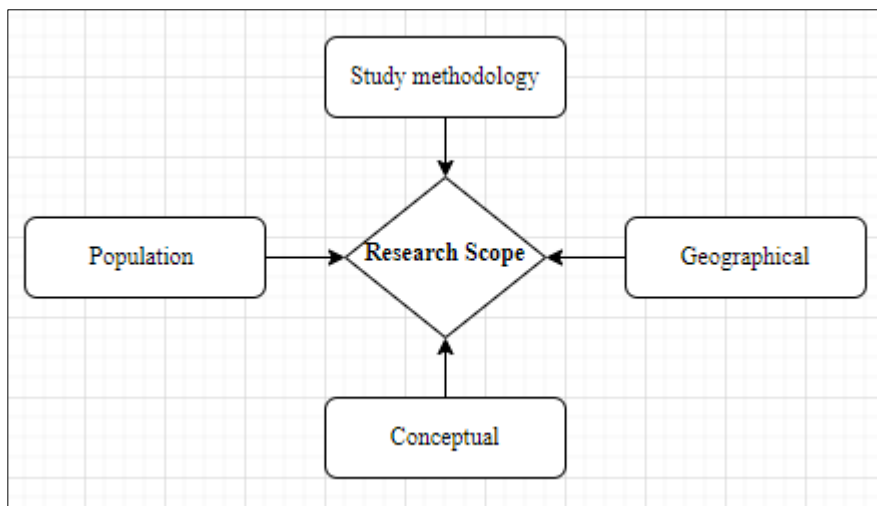 Study methodology
Population
Research Scope
Geographical
Conceptual